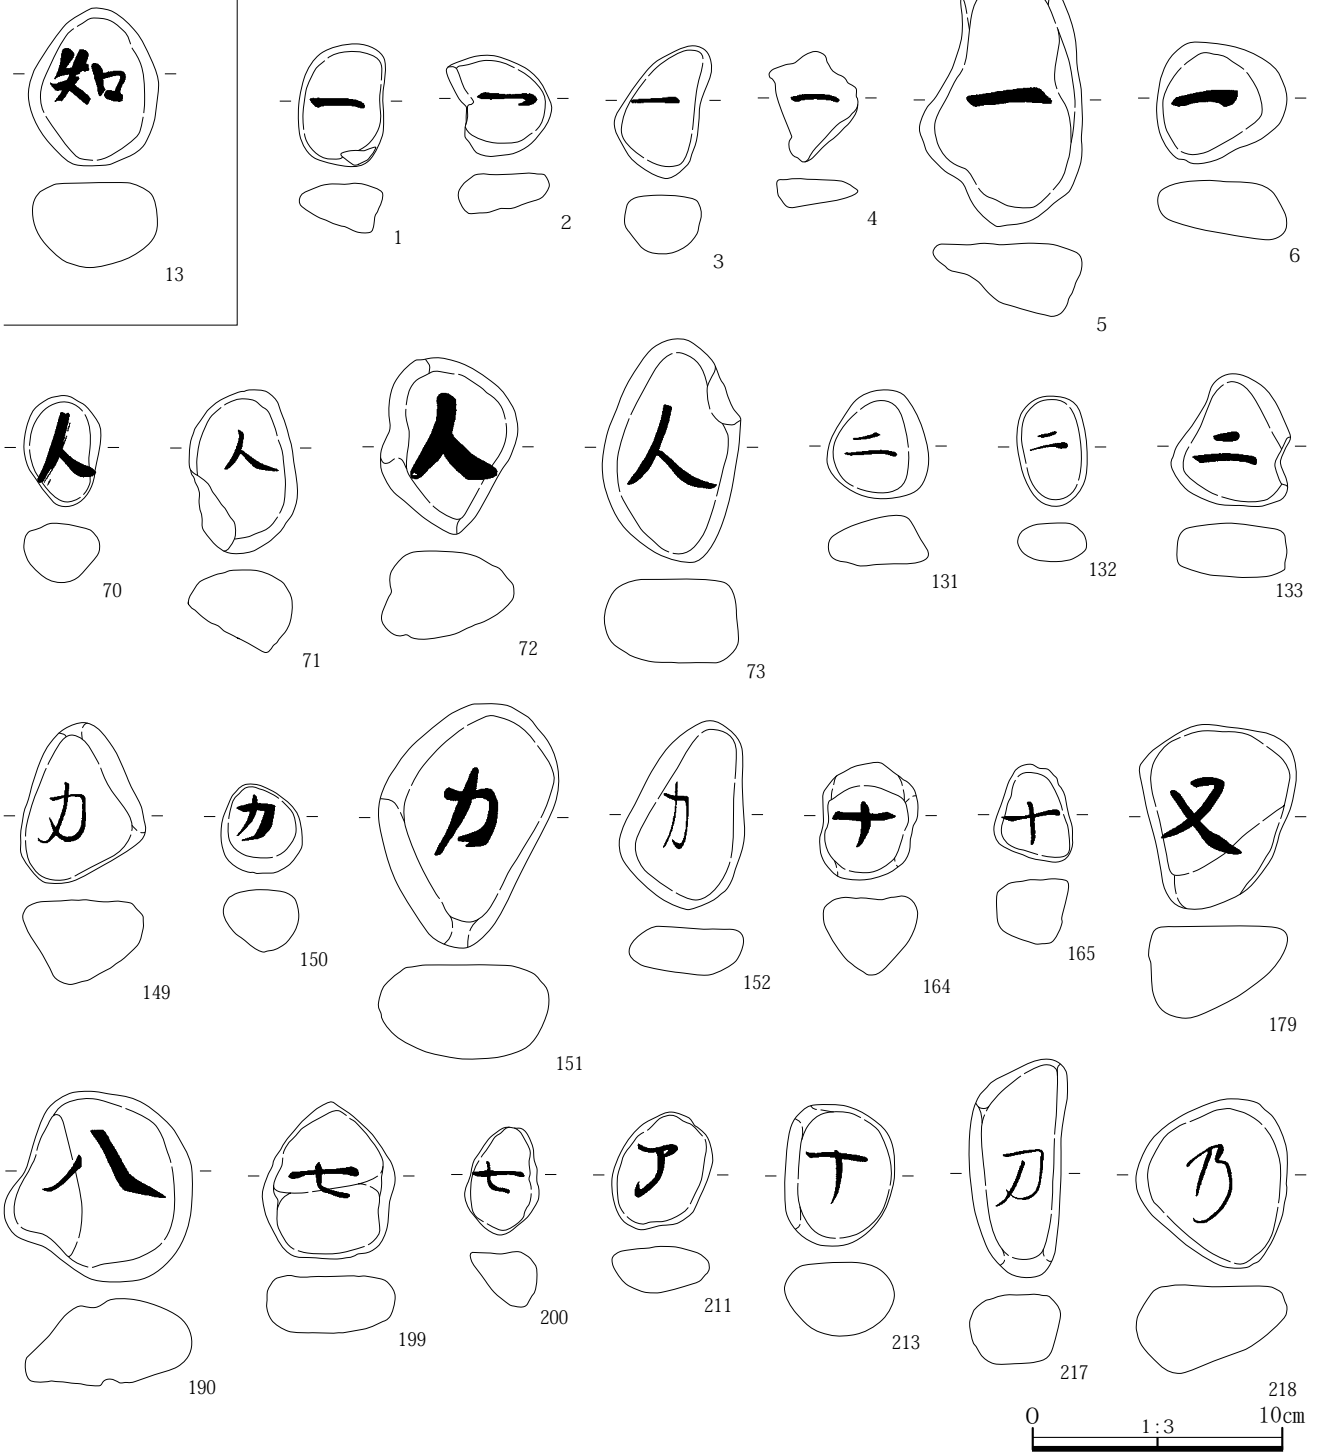 知
13
一
1
一
2
一
3
一
4
一
5
一
6
人
70
人
71
人
72
人
73
二
131
二
132
二
133
力
149
力
150
力
151
力
152
十
164
十
165
又
179
八
190
七
199
七
200
了
211
丁
213
刀
217
乃
218
0 1:3 10cm